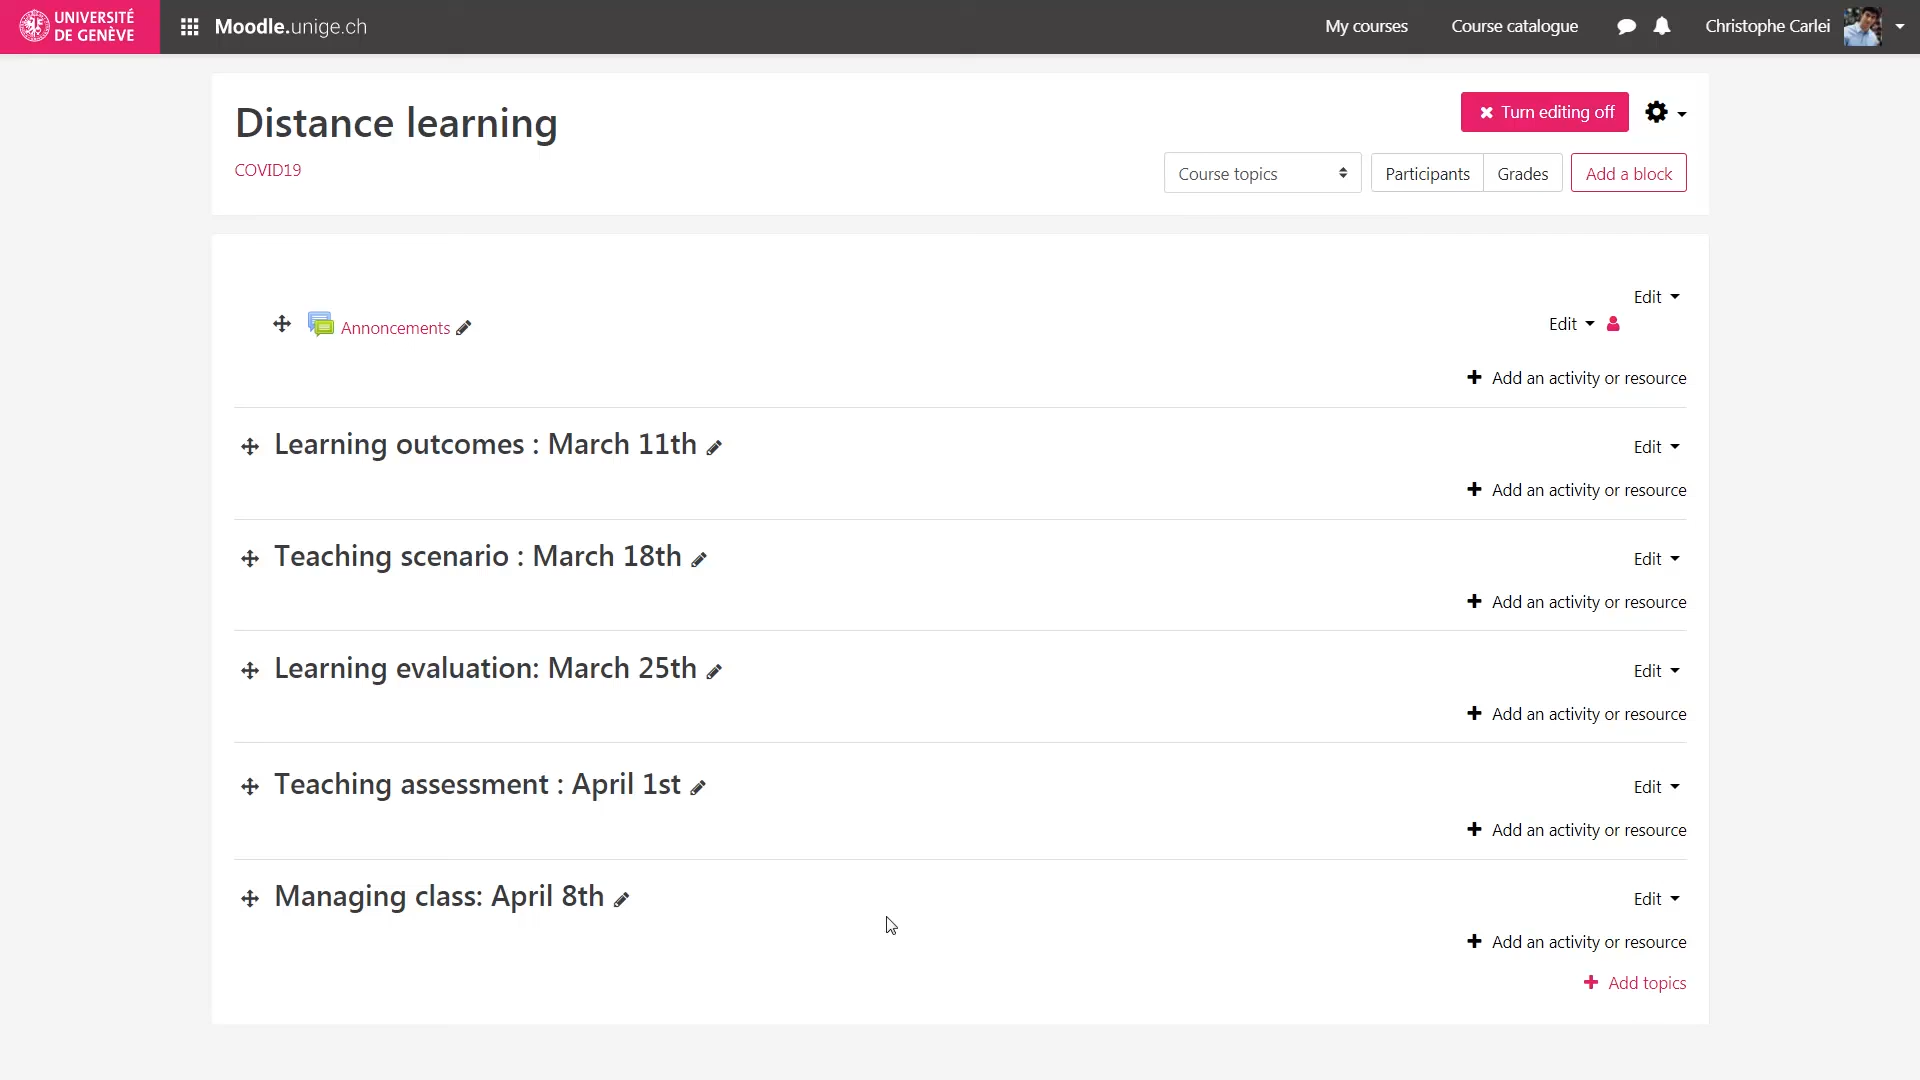 UNIVERSITÉ
DE GENÈVE
Moodle.unige.ch
My courses
Course catalogue
Christophe Carlei
Distance learning
Turn editing off
COVID19
Course topics
Participants
Grades
Add a block
Edit
Annoncements
Edit
Add an activity or resource
Learning outcomes : March 11th
Edit
Add an activity or resource
Teaching scenario : March 18th
Edit
Add an activity or resource
Learning evaluation: March 25th
Edit
Add an activity or resource
Teaching assessment : April 1st
Edit
Add an activity or resource
Managing class: April 8th
Edit
Add an activity or resource
Add topics